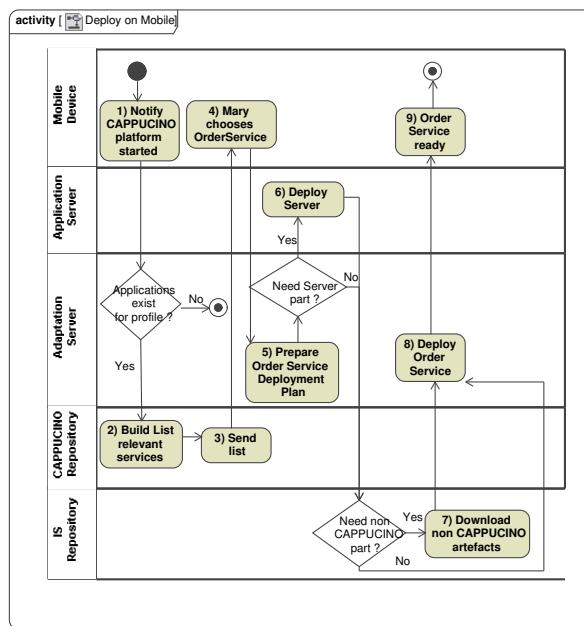 activity [ Deploy on Mobile]
Mobile
Device
1) Notify
CAPPUCINO
platform
started
4) Mary
chooses
OrderService
9) Order
Service
ready
Application
Server
6) Deploy
Server
Yes
No
Adaptation
Server
Applications
exist
for profile ?
No
Yes
Need Server
part ?
5) Prepare
Order Service
Deployment
Plan
8) Deploy
Order
Service
CAPPUCINO
Repository
2) Build List
relevant
services
3) Send
list
IS
Repository
Need non
CAPPUCINO
part ?
Yes
No
7) Download
non CAPPUCINO
artefacts